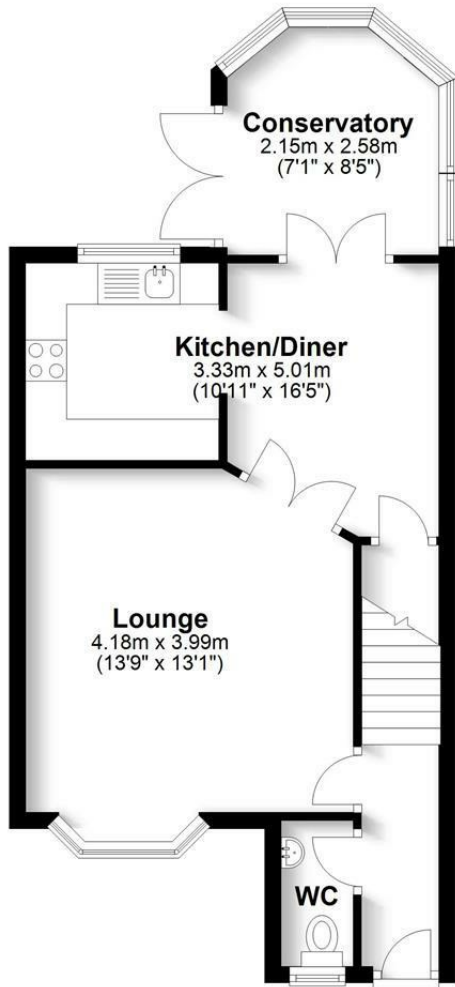 Conservatory
2.15m x 2.58m
(7'1" x 8'5")
Kitchen/Diner
3.33m x 5.01m
(10'11" x 16'5")
Lounge
4.18m x 3.99m
(13'9" x 13'1")
WC